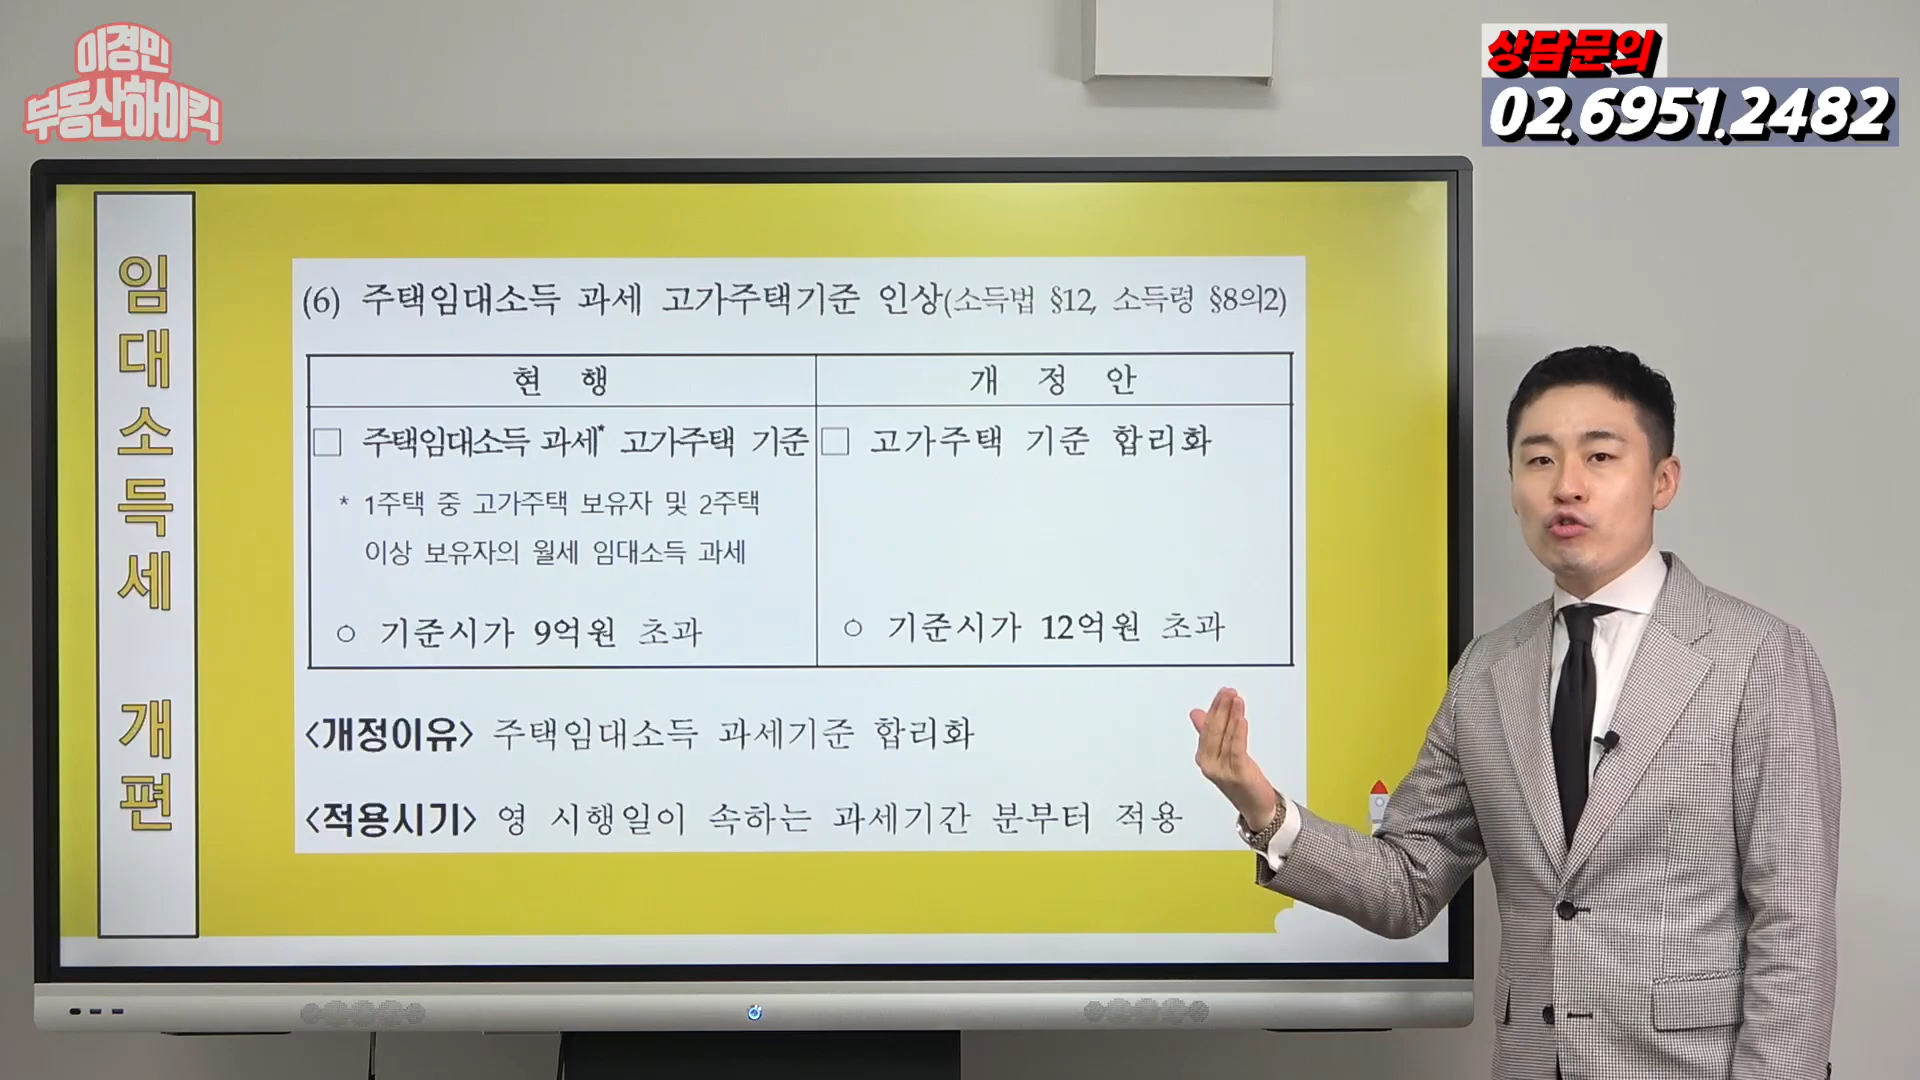 이경민
부동산하이킥
상담문의
02.6951.2482
임대소득세 개편
(6) 주택임대소득 과세 고가주택기준 인상(소득법 §12, 소득령 §8의2)
현 행
개 정 안
□ 주택임대소득 과세* 고가주택 기준
* 1주택 중 고가주택 보유자 및 2주택
이상 보유자의 월세 임대소득 과세
○ 기준시가 9억원 초과
□ 고가주택 기준 합리화
○ 기준시가 12억원 초과
<개정이유> 주택임대소득 과세기준 합리화
<적용시기> 영 시행일이 속하는 과세기간 분부터 적용